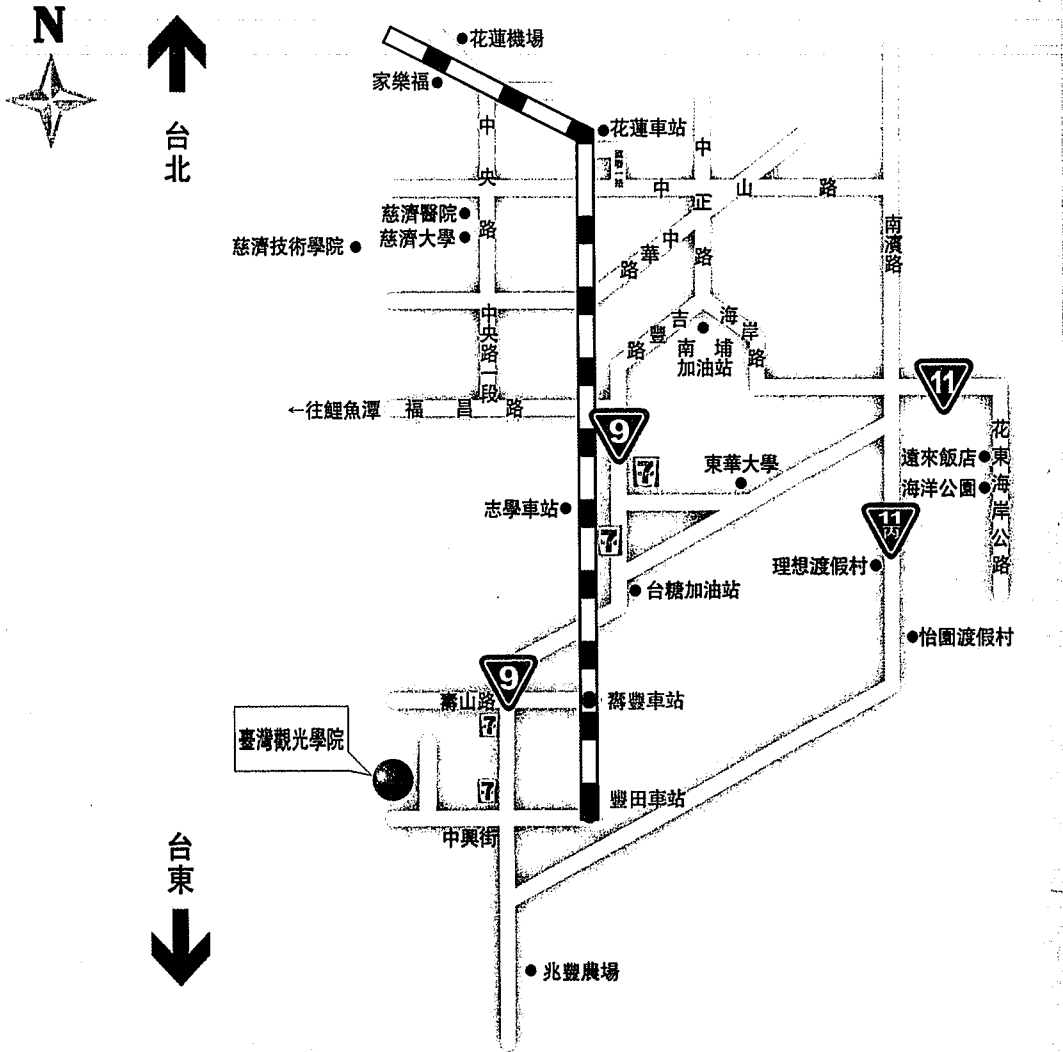 N
台北
花蓮機場
家樂福
花蓮車站
中央路
中山路
中正路
慈濟醫院
慈濟大學
慈濟技術學院
南濱路
中華路
中央路一段
吉豐路
海岸路
南埔
加油站
11
←往鯉魚潭
福昌路
9
7
東華大學
遠來飯店
海洋公園
花東海岸公路
志學車站
7
11
丙
理想渡假村
台糖加油站
怡園渡假村
9
壽山路
壽豐車站
7
臺灣觀光學院
7
豐田車站
中興街
台東
兆豐農場